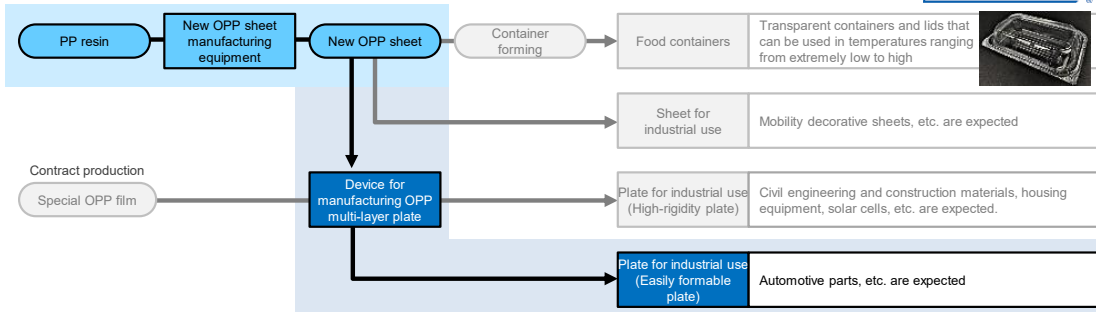 PP resin
New OPP sheet
manufacturing
equipment
New OPP sheet
Container
forming
Food containers
Transparent containers and lids that
can be used in temperatures ranging
from extremely low to high
Sheet for
industrial use
Mobility decorative sheets, etc. are expected
Contract production
Special OPP film
Device for
manufacturing OPP
multi-layer plate
Plate for industrial use
(High-rigidity plate)
Civil engineering and construction materials, housing
equipment, solar cells, etc. are expected.
Plate for industrial use
(Easily formable
plate)
Automotive parts, etc. are expected